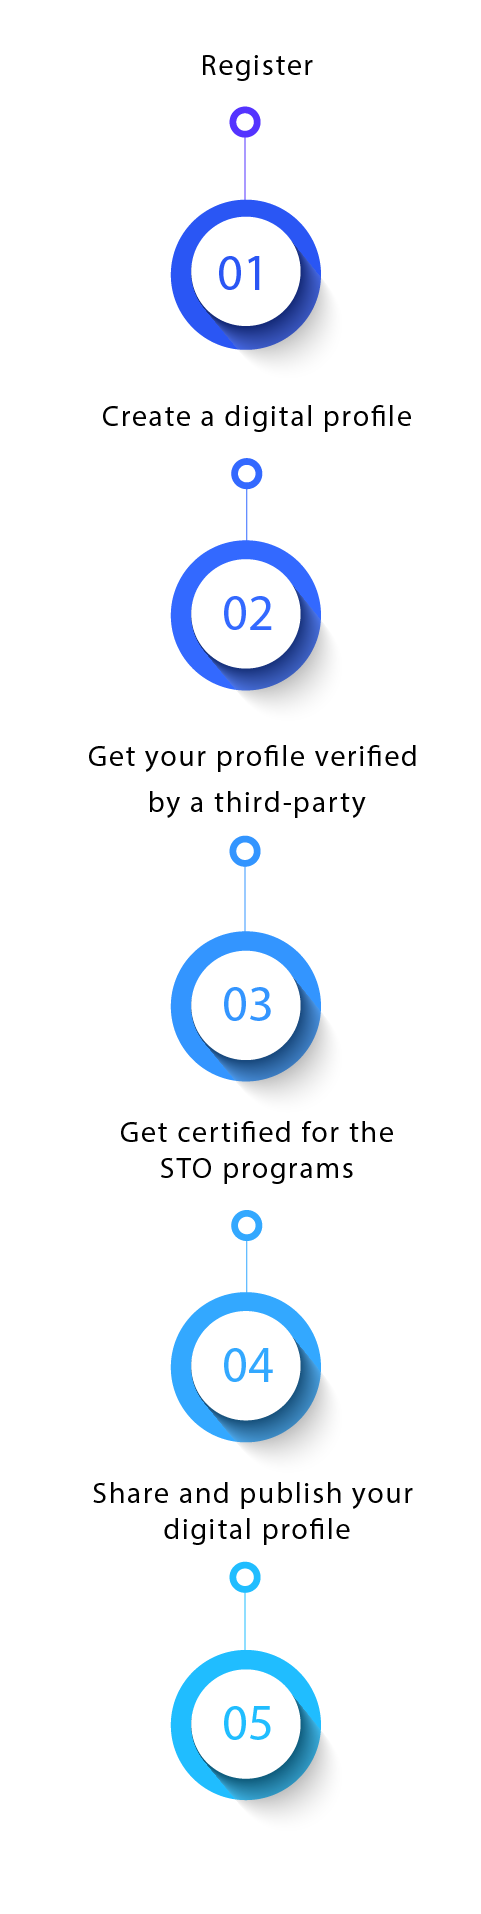 Register
01
Create a digital profile
02
Get your profile verified
by a third-party
03
Get certified for the
STO programs
04
Share and publish your
digital profile
05